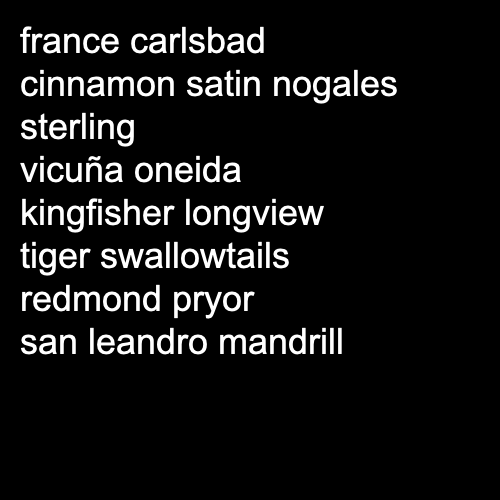 france carlsbad
cinnamon satin nogales
sterling
vicuña oneida
kingfisher longview
tiger swallowtails
redmond pryor
san leandro mandrill